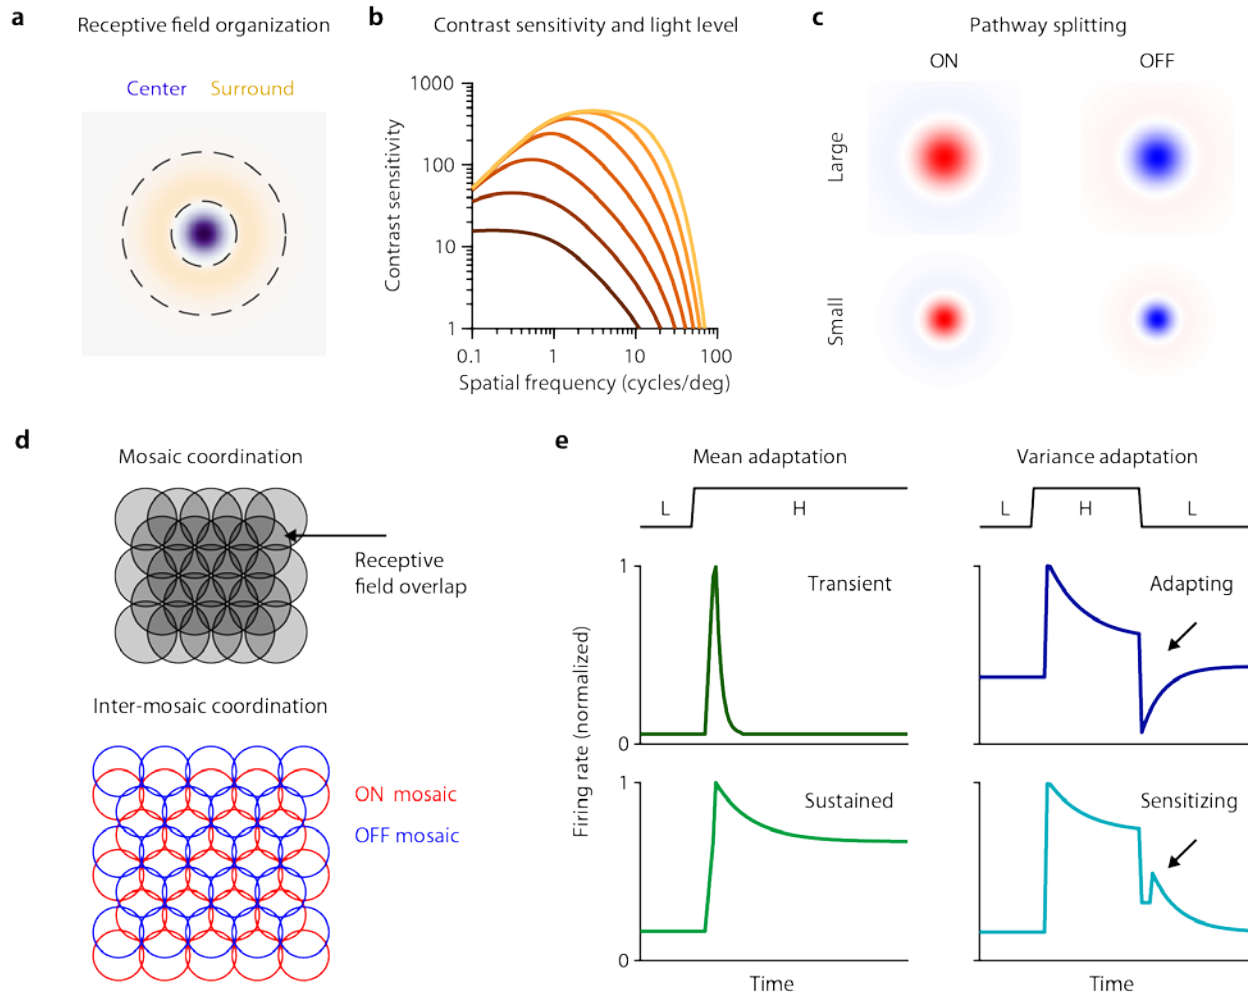 a
Receptive field organization
Center Surround
b
Contrast sensitivity and light level
Contrast sensitivity
1000
100
10
1
0.1 1 10 100
Spatial frequency (cycles/deg)
c
Pathway splitting
ON OFF
Large
Small
d
Mosaic coordination
Receptive
field overlap
Inter-mosaic coordination
ON mosaic
OFF mosaic
e
Mean adaptation
L H
Variance adaptation
L H L
Firing rate (normalized)
1
Transient
0
Adapting
1
Sustained
0
Sensitizing
Time
Time